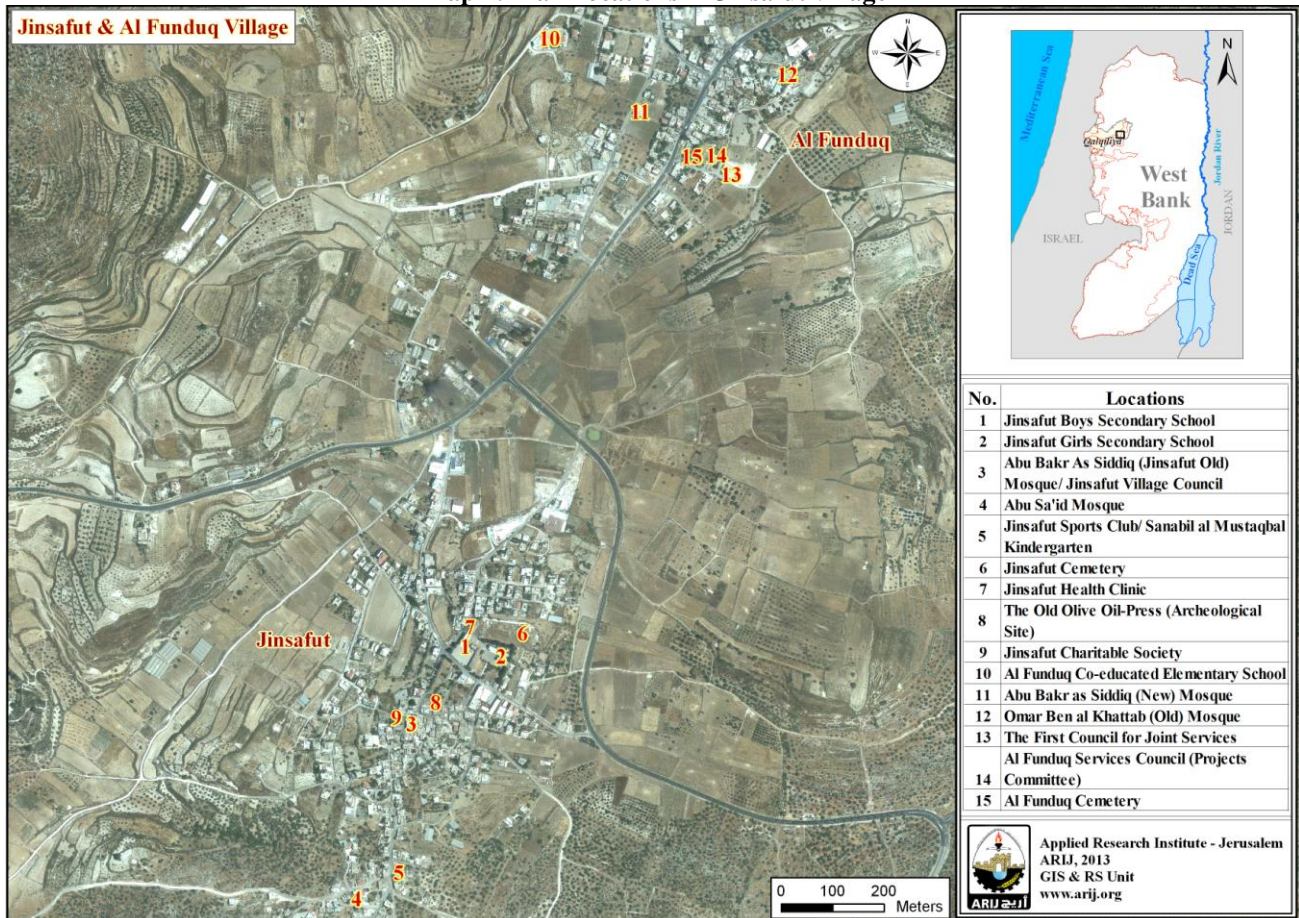 Jinsafut & Al Funduq Village
N
W
E
S
10
12
11
Al Funduq
15
14
13
Jinsafut
7
1
6
2
8
9
3
5
4
0
100
200
Meters
N
Mediterranean Sea
Qalqiliya
West
Bank
Jordan River
JORDAN
ISRAEL
Dead Sea
No. Locations
1 Jinsafut Boys Secondary School
2 Jinsafut Girls Secondary School
3 Abu Bakr As Siddiq (Jinsafut Old)
Mosque/ Jinsafut Village Council
4 Abu Sa'id Mosque
5 Jinsafut Sports Club/ Sanabil al Mustaqbal
Kindergarten
6 Jinsafut Cemetery
7 Jinsafut Health Clinic
8 The Old Olive Oil-Press (Archeological
Site)
9 Jinsafut Charitable Society
10 Al Funduq Co-educated Elementary School
11 Abu Bakr as Siddiq (New) Mosque
12 Omar Ben al Khattab (Old) Mosque
13 The First Council for Joint Services
14 Al Funduq Services Council (Projects
Committee)
15 Al Funduq Cemetery
ARIJ أريج
Applied Research Institute - Jerusalem
ARIJ, 2013
GIS & RS Unit
www.arij.org